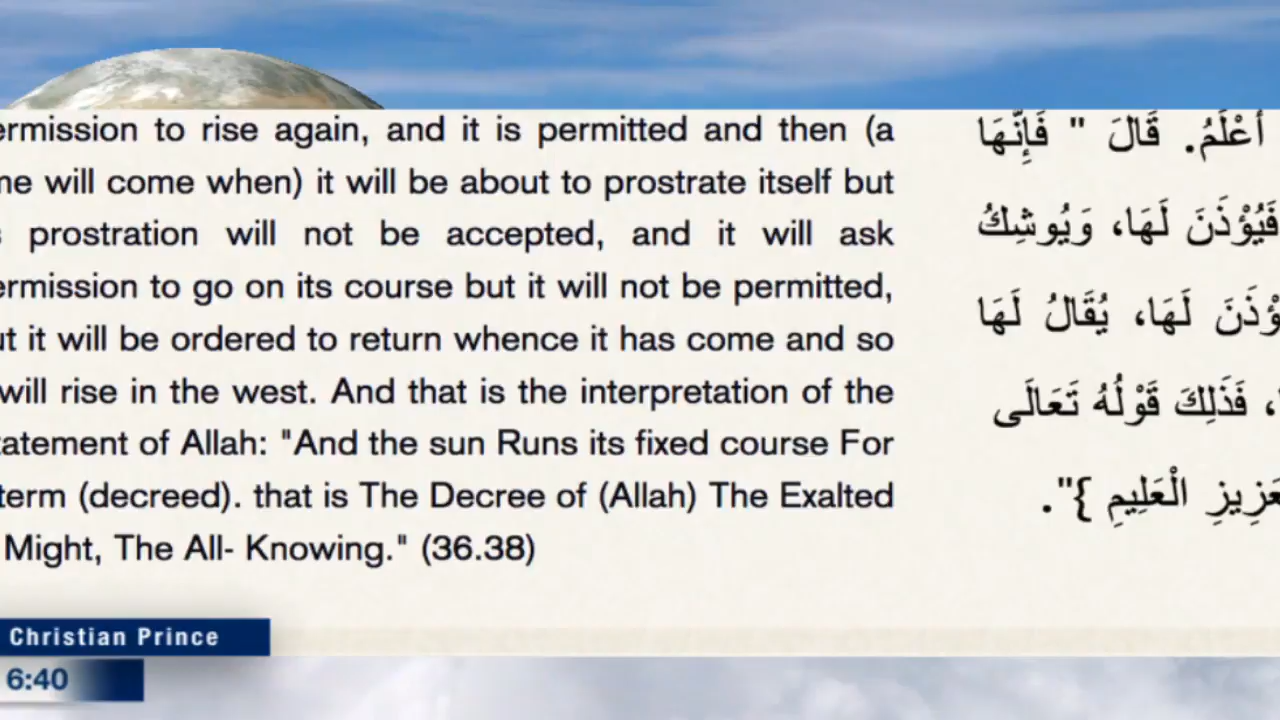 ermission to rise again, and it is permitted and then (a
me will come when) it will be about to prostrate itself but
s prostration will not be accepted, and it will ask
ermission to go on its course but it will not be permitted,
ut it will be ordered to return whence it has come and so
will rise in the west. And that is the interpretation of the
tatement of Allah: "And the sun Runs its fixed course For
term (decreed). that is The Decree of (Allah) The Exalted
Might, The All- Knowing." (36.38)
أَعْلَمُ. قَالَ " فَإِنَّهَا
فَيُؤْذَنَ لَهَا، وَيُوشِكُ
ؤْذَنَ لَهَا، يُقَالُ لَهَا
، فَذَلِكَ قَوْلُهُ تَعَالَى
عَزِيزِ الْعَلِيمِ }".
Christian Prince
6:40